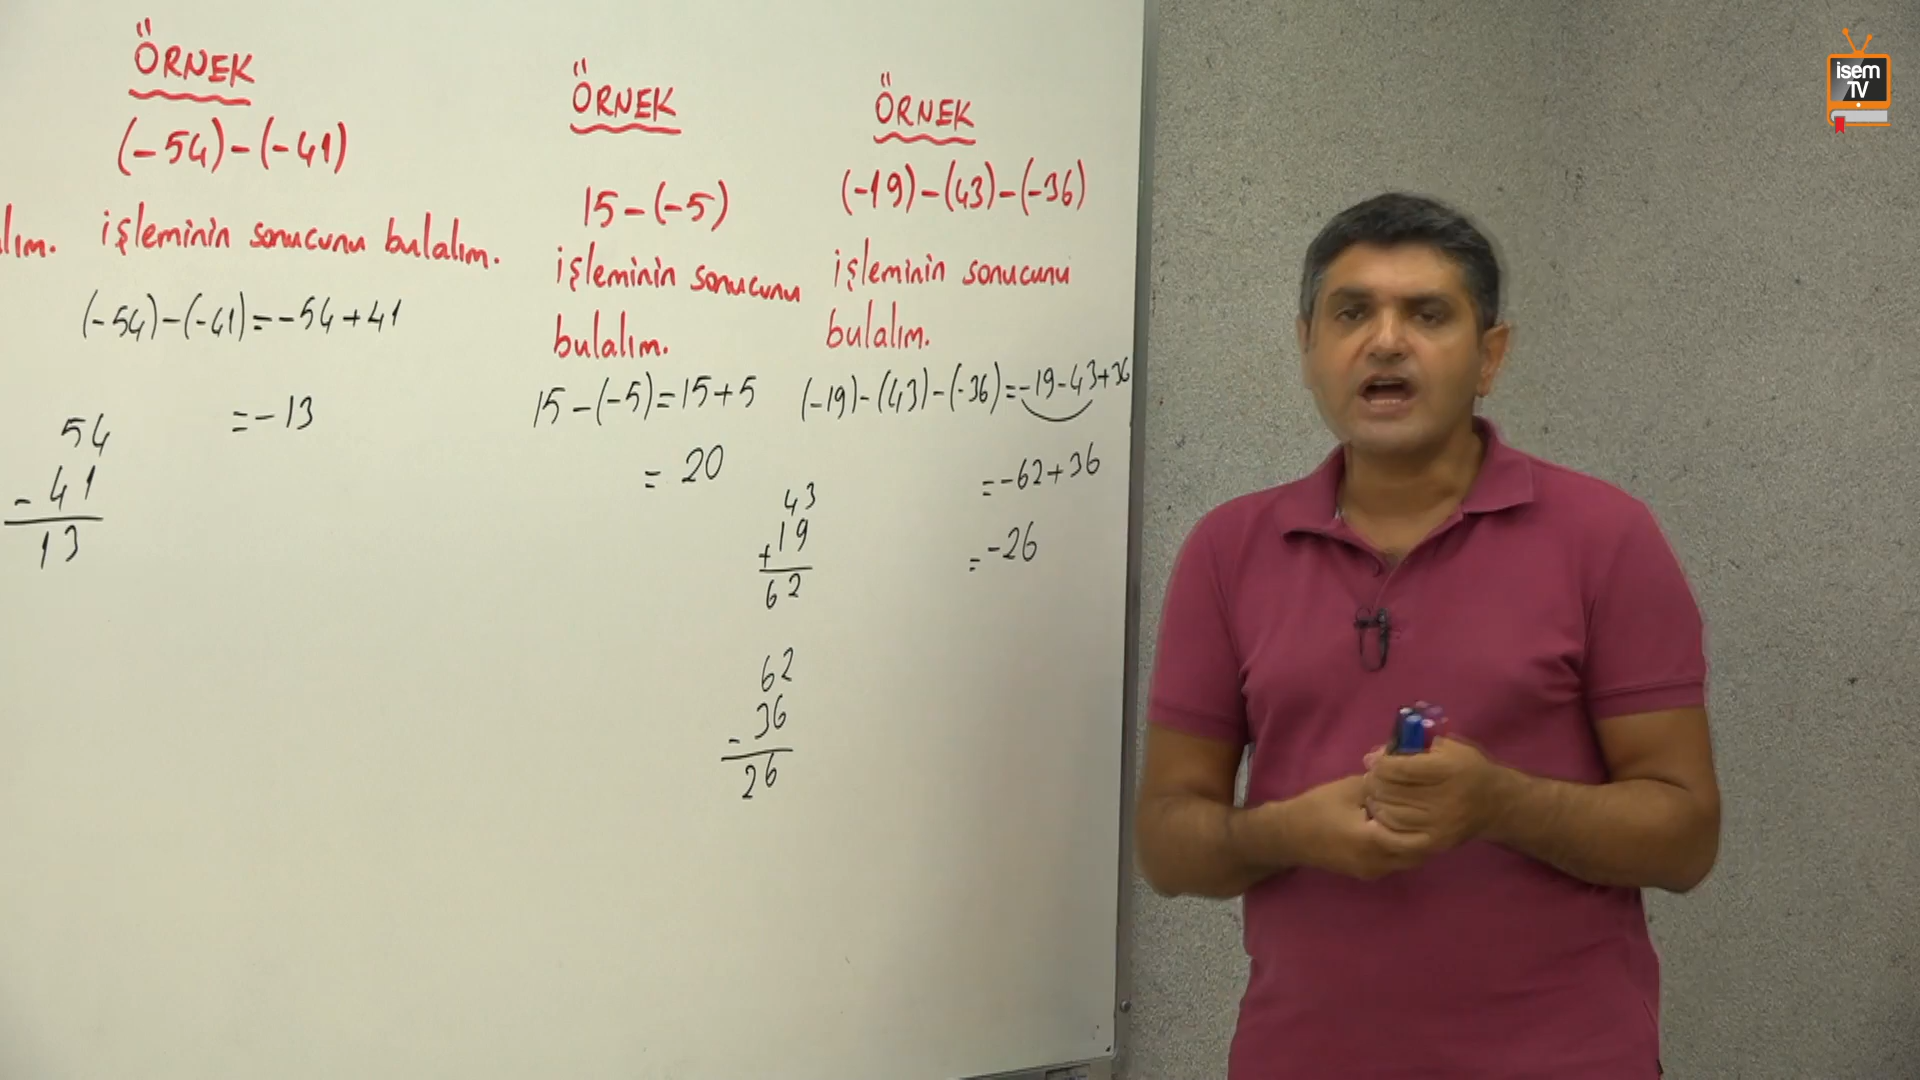 ÖRNEK
(-54)-(-41)
işleminin sonucunu bulalım.
(-54)-(-41)=-54+41
=-13
54
-41
13
ÖRNEK
15-(-5)
işleminin sonucunu
bulalım.
15-(-5)=15+5
=20
ÖRNEK
(-19)-(43)-(-36)
işleminin sonucunu
bulalım.
(-19)-(43)-(-36)=-19-43+36
=-62+36
=-26
43
+19
62
62
-36
26
isem
TV